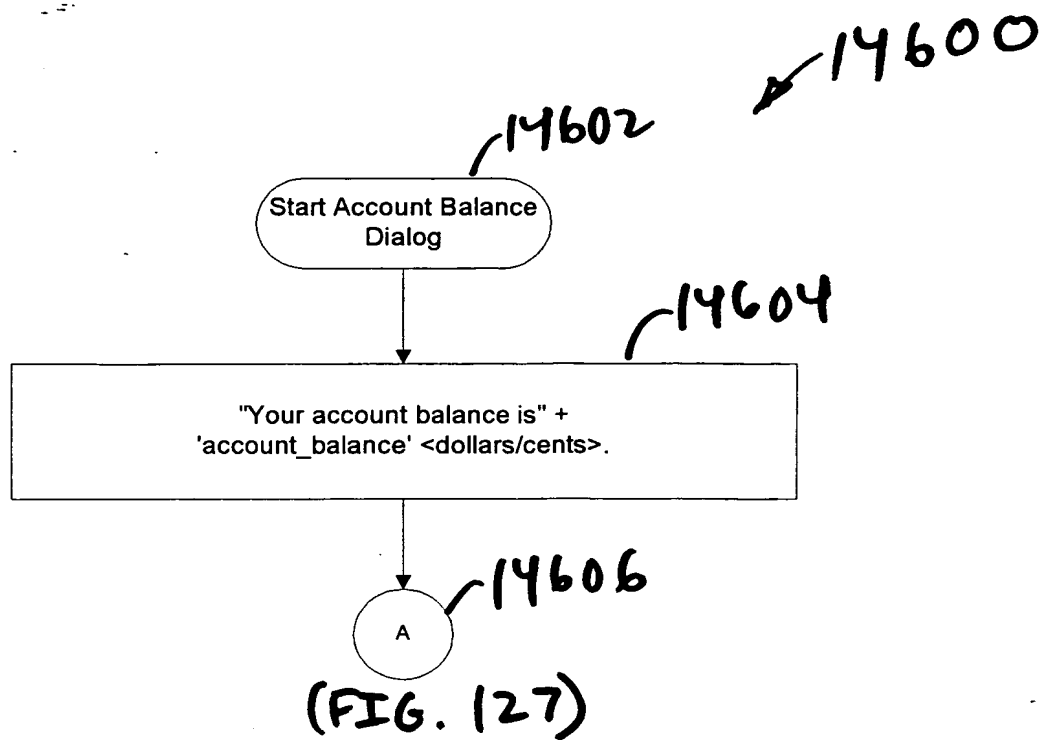 14600
14602
Start Account Balance
Dialog
14604
"Your account balance is" +
'account_balance' <dollars/cents>.
14606
A
(FIG. 127)